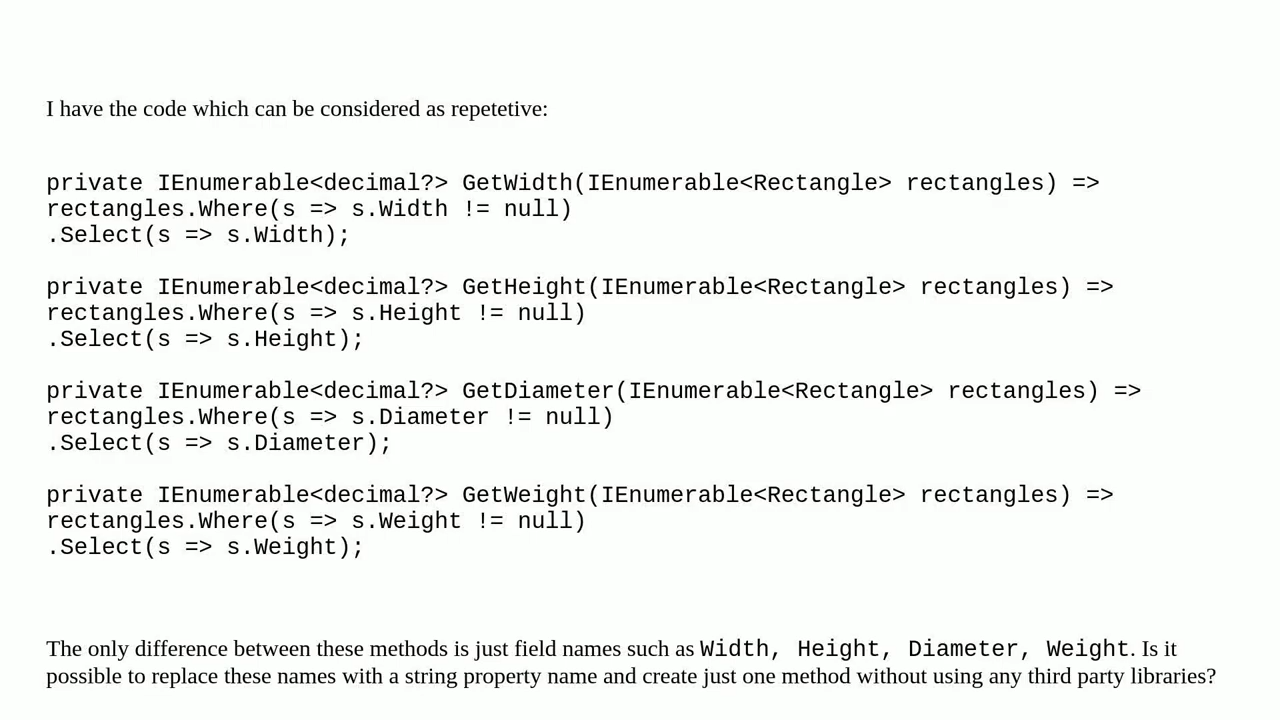 I have the code which can be considered as repetetive:
private IEnumerable<decimal?> GetWidth(IEnumerable<Rectangle> rectangles) =>
rectangles.Where(s => s.Width != null)
.Select(s => s.Width);
private IEnumerable<decimal?> GetHeight(IEnumerable<Rectangle> rectangles) =>
rectangles.Where(s => s.Height != null)
.Select(s => s.Height);
private IEnumerable<decimal?> GetDiameter(IEnumerable<Rectangle> rectangles) =>
rectangles.Where(s => s.Diameter != null)
.Select(s => s.Diameter);
private IEnumerable<decimal?> GetWeight(IEnumerable<Rectangle> rectangles) =>
rectangles.Where(s => s.Weight != null)
.Select(s => s.Weight);
The only difference between these methods is just field names such as Width, Height, Diameter, Weight. Is it
possible to replace these names with a string property name and create just one method without using any third party libraries?